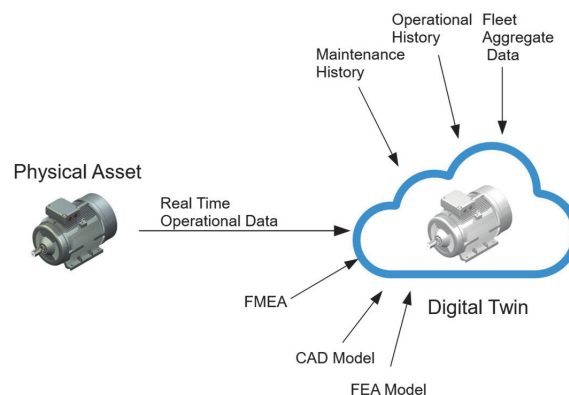 Operational
History
Fleet
Aggregate
Data
Maintenance
History
Physical Asset
Real Time
Operational Data
FMEA
Digital Twin
CAD Model
FEA Model